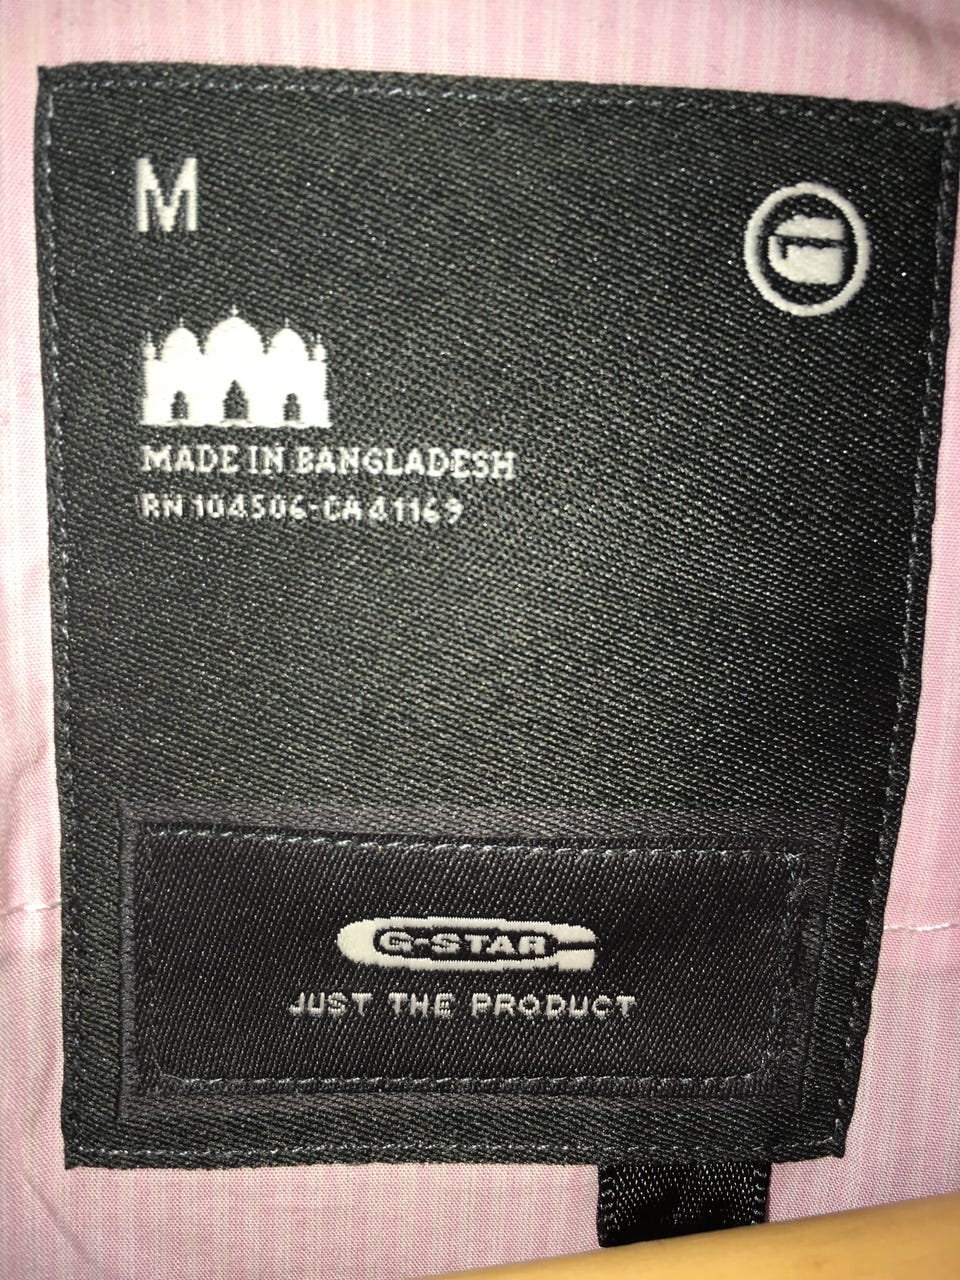 M
MADE IN BANGLADESH
RN 104506-CA 41169
G-STAR
JUST THE PRODUCT